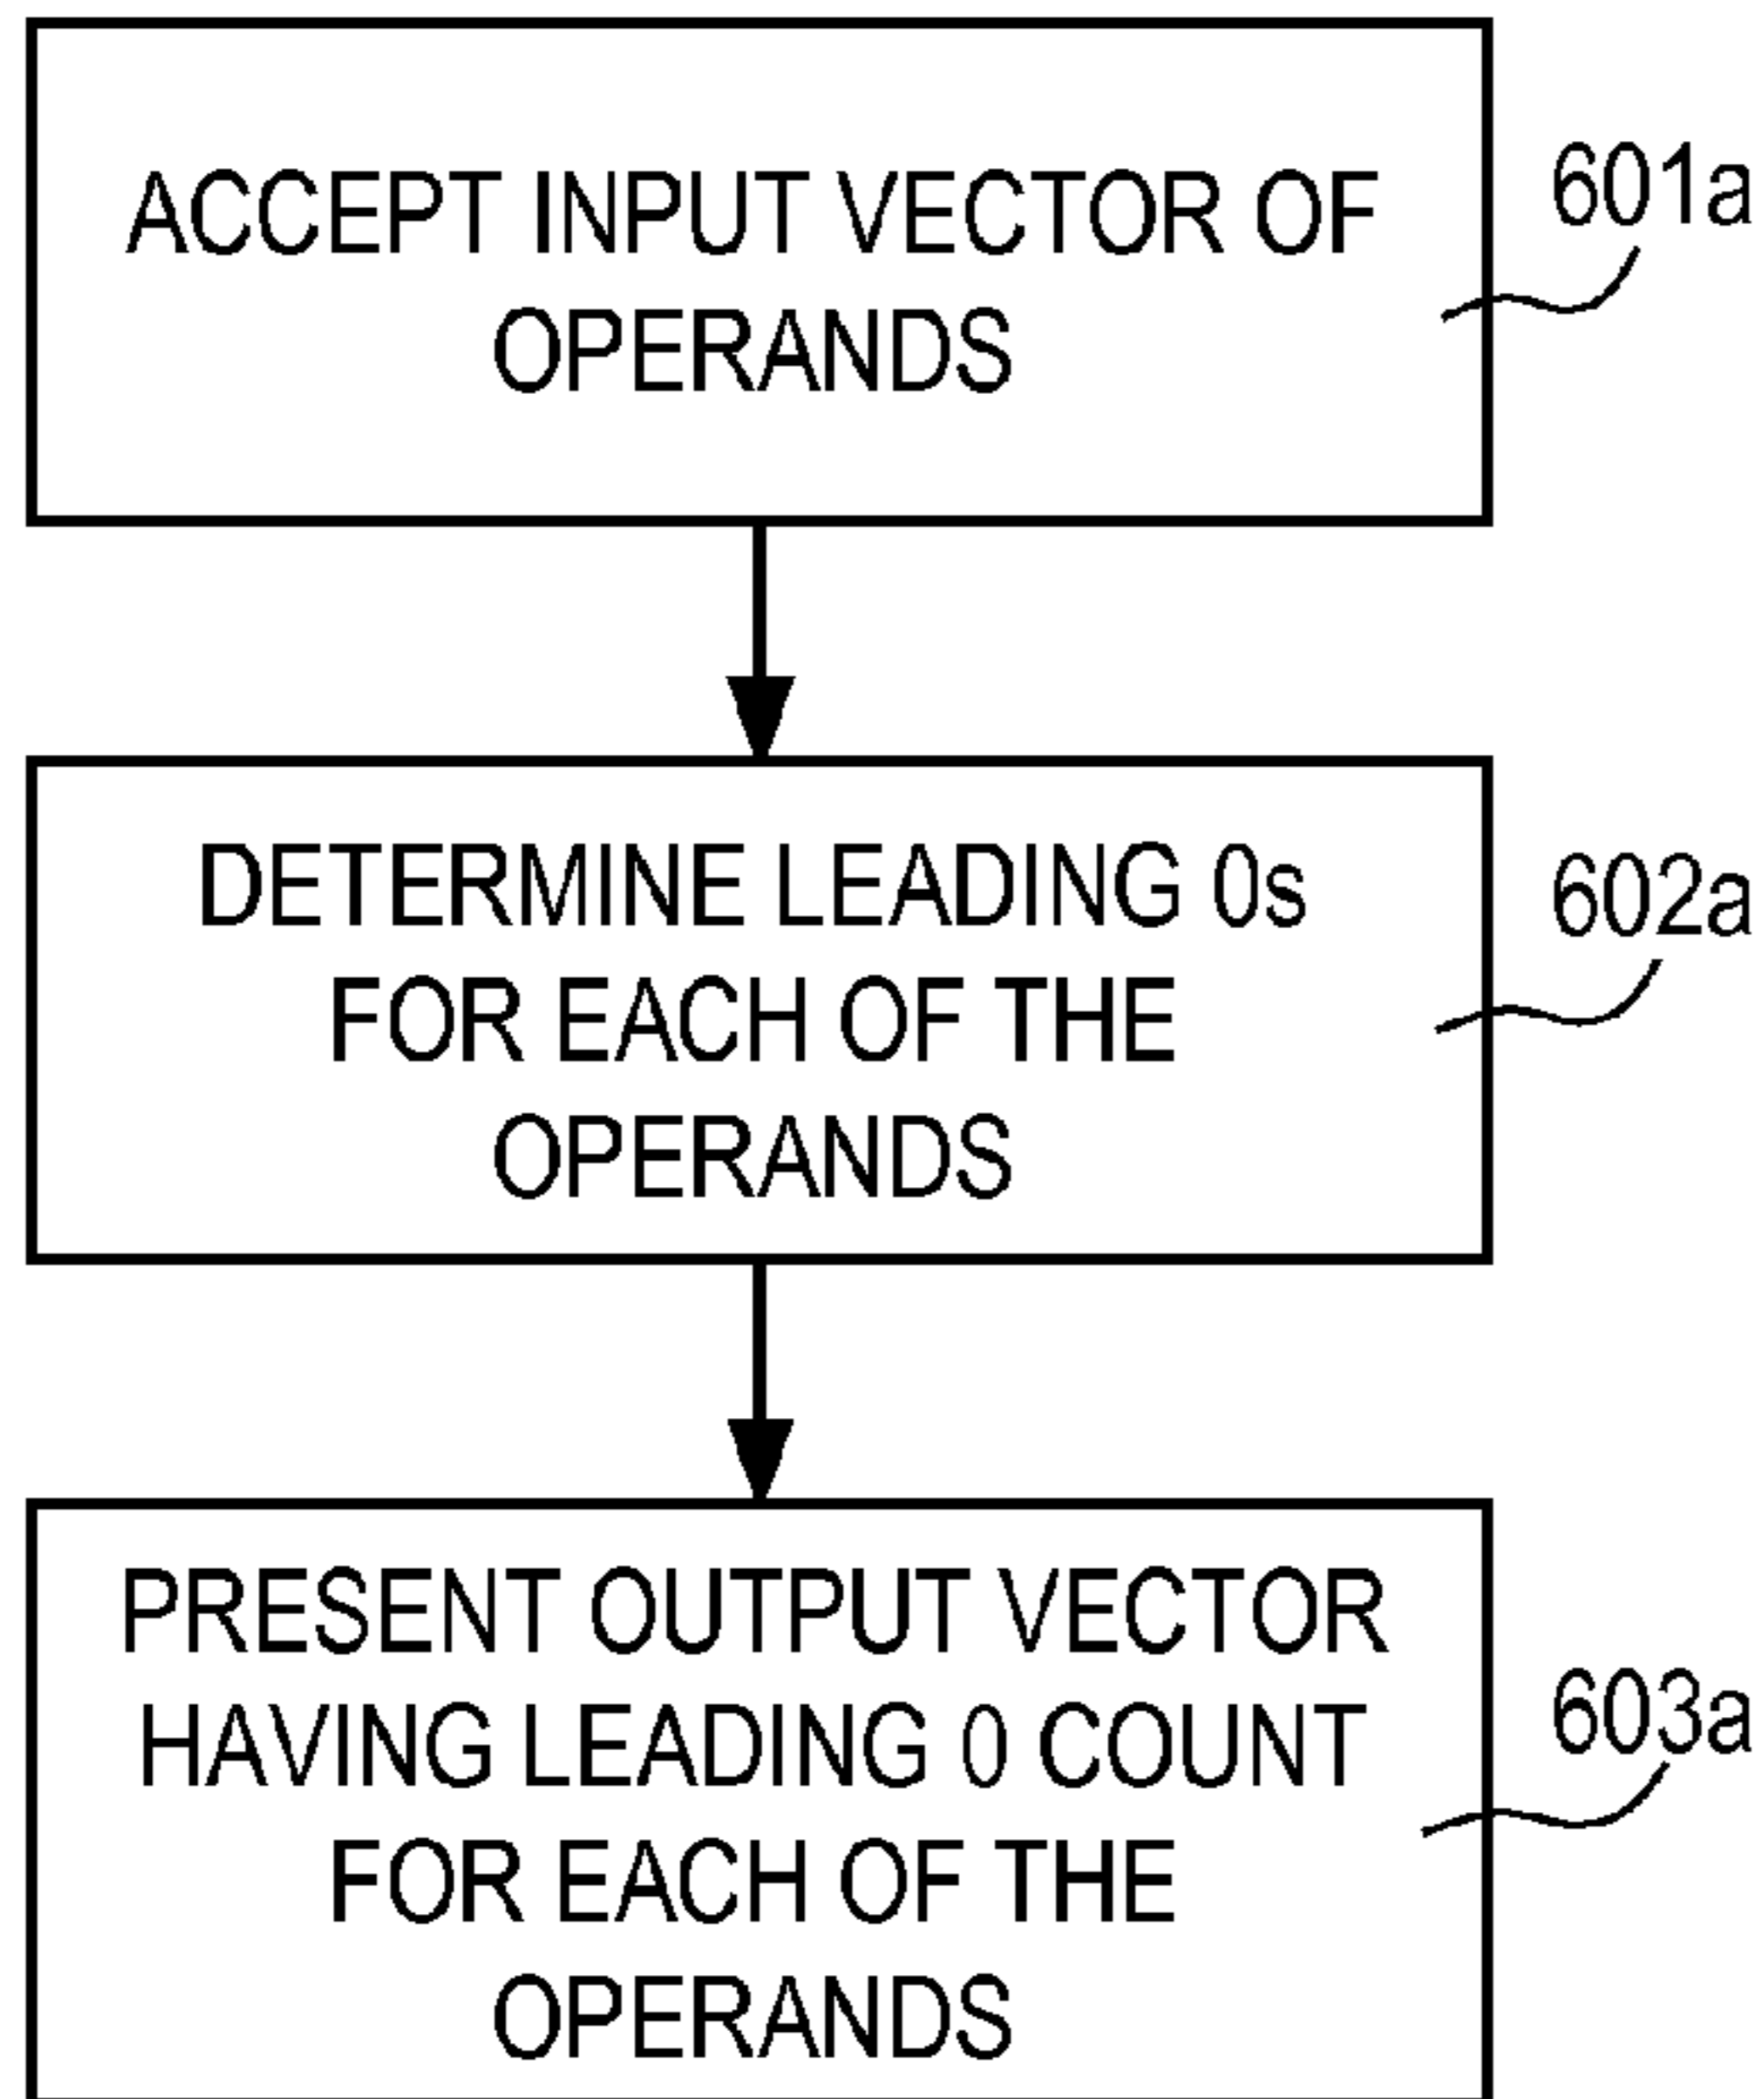 ACCEPT INPUT VECTOR OF
OPERANDS
601a
DETERMINE LEADING 0s
FOR EACH OF THE
OPERANDS
602a
PRESENT OUTPUT VECTOR
HAVING LEADING 0 COUNT
FOR EACH OF THE
OPERANDS
603a